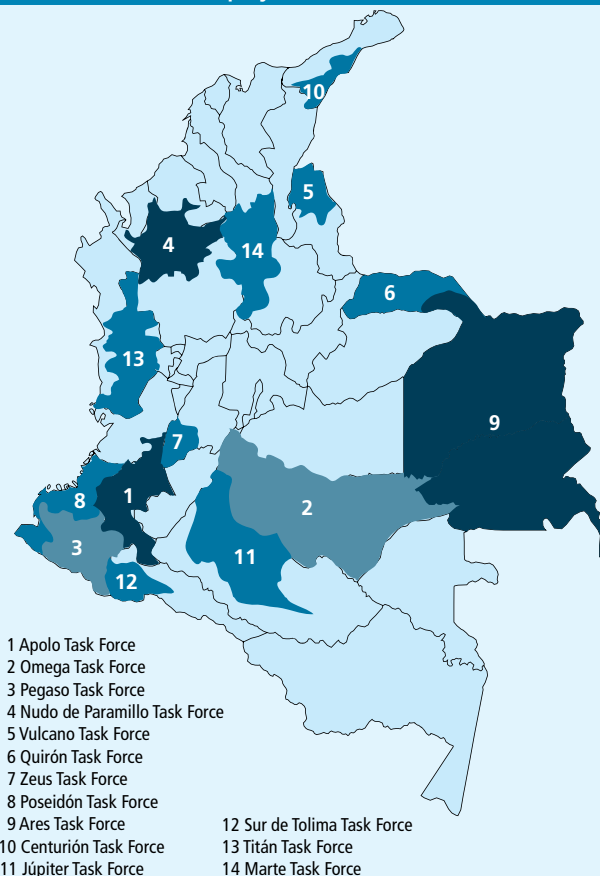 10
5
4
14
6
13
9
7
1
8
2
3
11
12
1 Apolo Task Force
2 Omega Task Force
3 Pegaso Task Force
4 Nudo de Paramillo Task Force
5 Vulcano Task Force
6 Quirón Task Force
7 Zeus Task Force
8 Poseidón Task Force
9 Ares Task Force
10 Centurión Task Force
11 Júpiter Task Force
12 Sur de Tolima Task Force
13 Titán Task Force
14 Marte Task Force